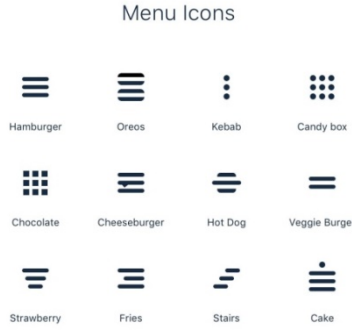 Menu Icons
Hamburger Oreos Kebab Candy box
Chocolate Cheeseburger Hot Dog Veggie Burge
Strawberry Fries Stairs Cake